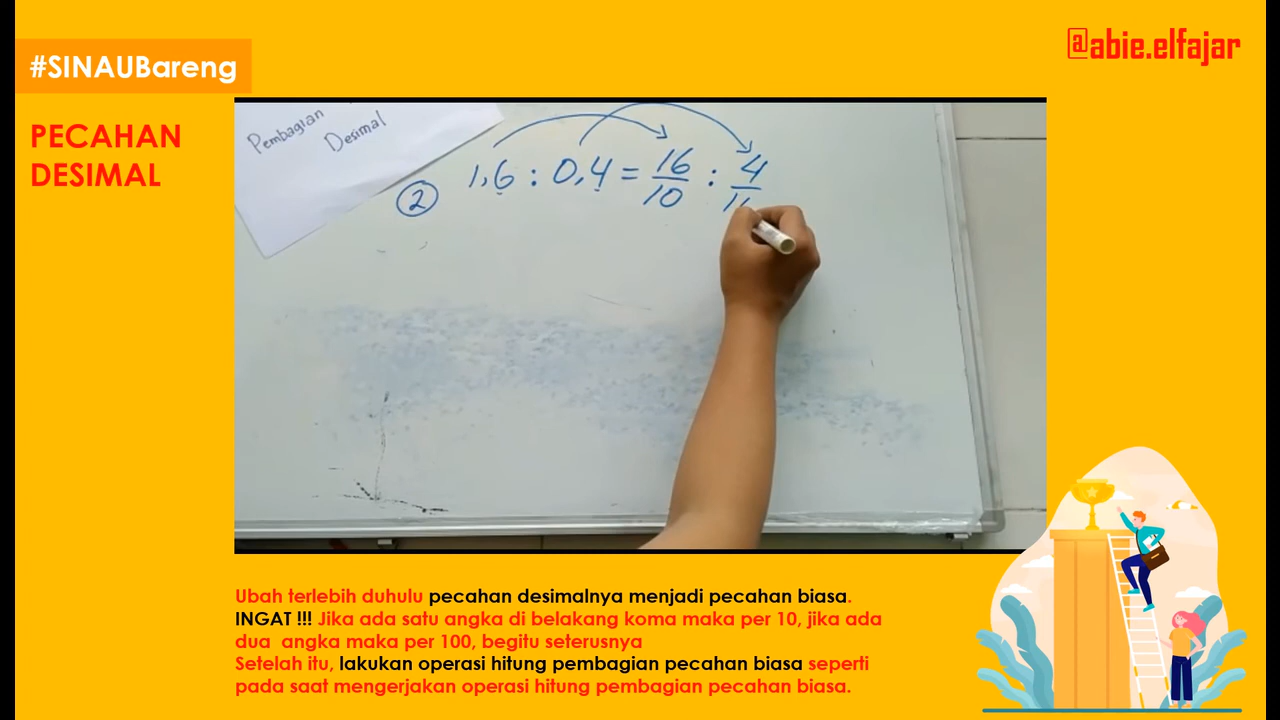 #SINAUBareng
@abie.elfajar
PECAHAN
DESIMAL
Pembagian
Desimal
② 1,6 : 0,4 = 16/10 : 4/1
Ubah terlebih duhulu pecahan desimalnya menjadi pecahan biasa.
INGAT !!! Jika ada satu angka di belakang koma maka per 10, jika ada
dua angka maka per 100, begitu seterusnya
Setelah itu, lakukan operasi hitung pembagian pecahan biasa seperti
pada saat mengerjakan operasi hitung pembagian pecahan biasa.